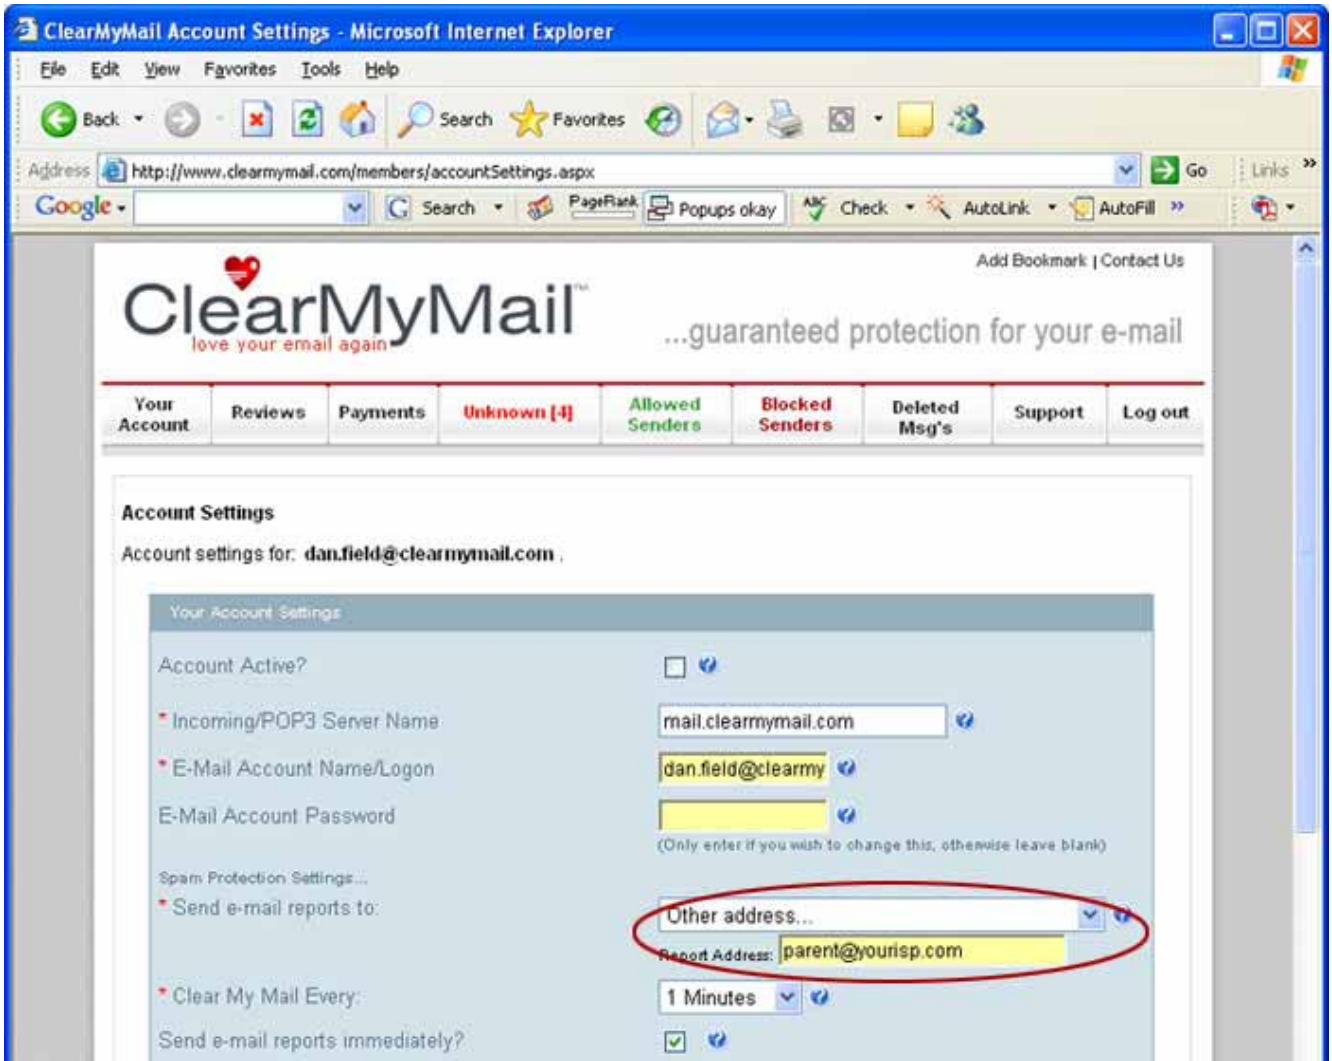 ClearMyMail Account Settings - Microsoft Internet Explorer
File Edit View Favorites Tools Help
Back Search Favorites
Address http://www.clearmymail.com/members/accountSettings.aspx Go Links »
Google Search PageRank Popups okay ABC Check AutoLink AutoFill »
Add Bookmark | Contact Us
ClearMyMail™
love your email again
...guaranteed protection for your e-mail
Your Account Reviews Payments Unknown [4] Allowed Senders Blocked Senders Deleted Msg's Support Log out
Account Settings
Account settings for: dan.field@clearmymail.com .
Your Account Settings
Account Active?
* Incoming/POP3 Server Name mail.clearmymail.com
* E-Mail Account Name/Logon dan.field@clearmy
E-Mail Account Password
(Only enter if you wish to change this, otherwise leave blank)
Spam Protection Settings...
* Send e-mail reports to: Other address...
Report Address: parent@yourisp.com
* Clear My Mail Every: 1 Minutes
Send e-mail reports immediately?